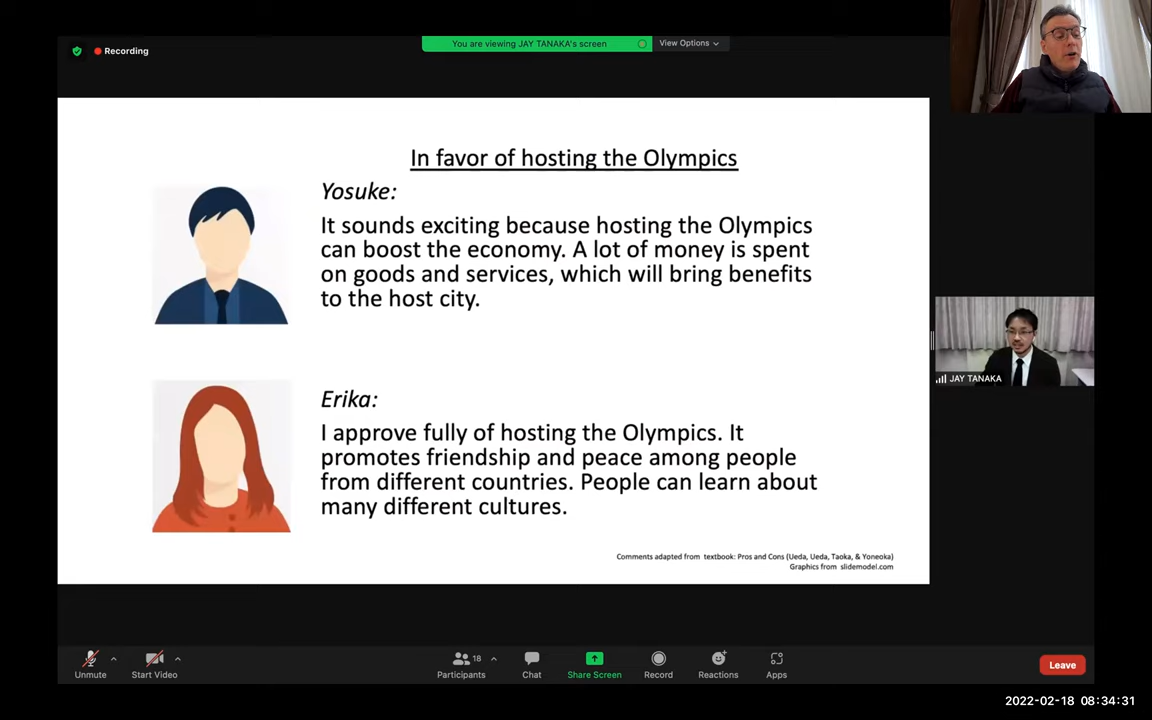 Recording
You are viewing JAY TANAKA's screen
View Options
In favor of hosting the Olympics
Yosuke:
It sounds exciting because hosting the Olympics
can boost the economy. A lot of money is spent
on goods and services, which will bring benefits
to the host city.
Erika:
I approve fully of hosting the Olympics. It
promotes friendship and peace among people
from different countries. People can learn about
many different cultures.
Comments adapted from textbook: Pros and Cons (Ueda, Ueda, Taoka, & Yoneoka)
Graphics from slidemodel.com
JAY TANAKA
Unmute
Start Video
18
Participants
Chat
Share Screen
Record
Reactions
Apps
Leave
2022-02-18 08:34:31